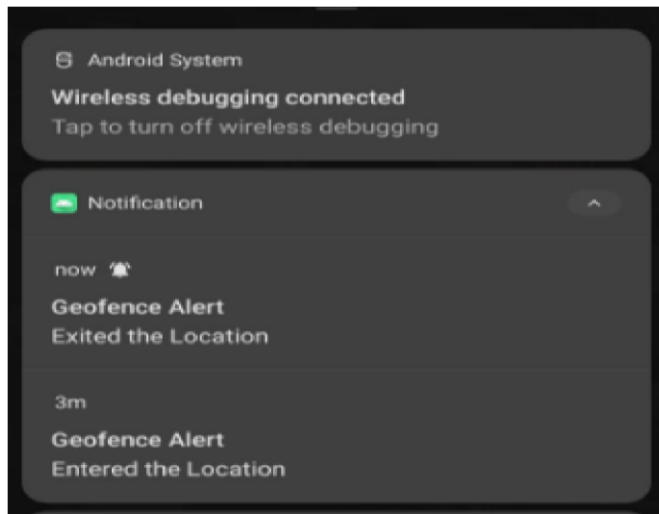 Android System
Wireless debugging connected
Tap to turn off wireless debugging
Notification
now
Geofence Alert
Exited the Location
3m
Geofence Alert
Entered the Location